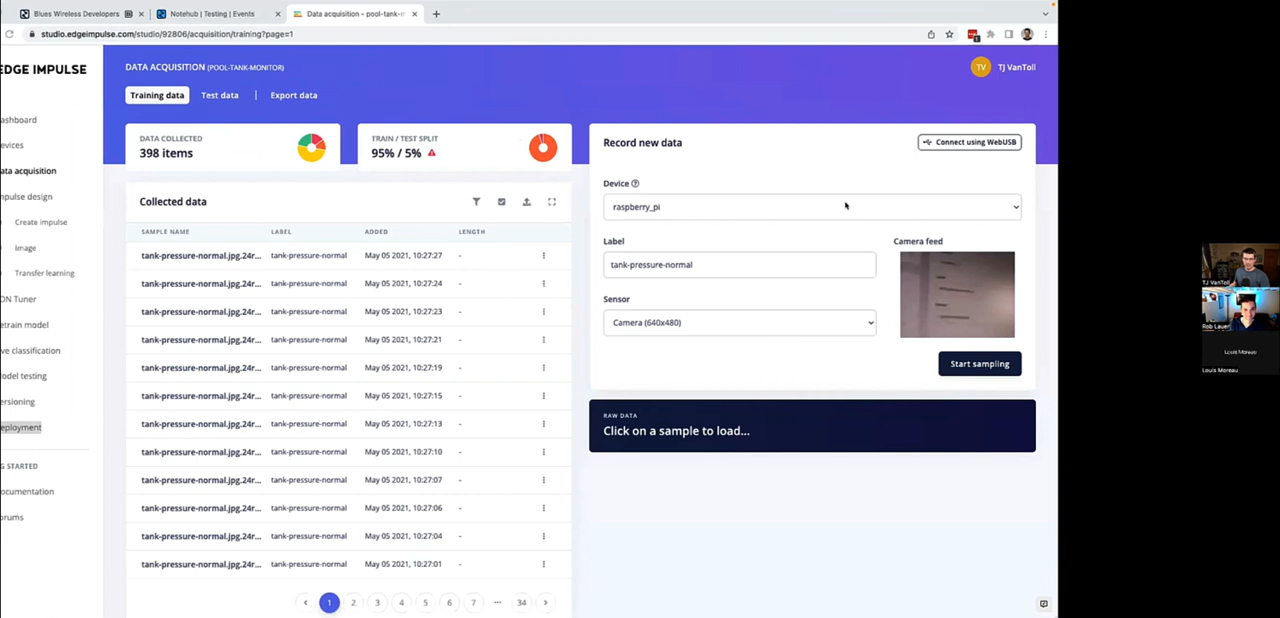 Blues Wireless Developers
Notehub | Testing | Events
Data acquisition - pool-tank-m
studio.edgeimpulse.com/studio/92806/acquisition/training?page=1
EDGE IMPULSE
DATA ACQUISITION (POOL-TANK-MONITOR)
TV TJ VanToll
Training data Test data | Export data
ashboard
evices
ata acquisition
mpulse design
Create impulse
Image
Transfer learning
ON Tuner
etrain model
ve classification
odel testing
ersioning
eployment
G STARTED
ocumentation
orums
DATA COLLECTED
398 items
TRAIN / TEST SPLIT
95% / 5%
Collected data
SAMPLE NAME LABEL ADDED LENGTH
tank-pressure-normal.jpg.24r... tank-pressure-normal May 05 2021, 10:27:27 -
tank-pressure-normal.jpg.24r... tank-pressure-normal May 05 2021, 10:27:24 -
tank-pressure-normal.jpg.24r... tank-pressure-normal May 05 2021, 10:27:23 -
tank-pressure-normal.jpg.24r... tank-pressure-normal May 05 2021, 10:27:21 -
tank-pressure-normal.jpg.24r... tank-pressure-normal May 05 2021, 10:27:19 -
tank-pressure-normal.jpg.24r... tank-pressure-normal May 05 2021, 10:27:15 -
tank-pressure-normal.jpg.24r... tank-pressure-normal May 05 2021, 10:27:13 -
tank-pressure-normal.jpg.24r... tank-pressure-normal May 05 2021, 10:27:10 -
tank-pressure-normal.jpg.24r... tank-pressure-normal May 05 2021, 10:27:07 -
tank-pressure-normal.jpg.24r... tank-pressure-normal May 05 2021, 10:27:06 -
tank-pressure-normal.jpg.24r... tank-pressure-normal May 05 2021, 10:27:04 -
tank-pressure-normal.jpg.24r... tank-pressure-normal May 05 2021, 10:27:01 -
1 2 3 4 5 6 7 ... 34
Record new data
Connect using WebUSB
Device
raspberry_pi
Label
tank-pressure-normal
Camera feed
Sensor
Camera (640x480)
Start sampling
RAW DATA
Click on a sample to load...
TJ VanToll
Rob Lauer
Louis Moreau
Louis Moreau